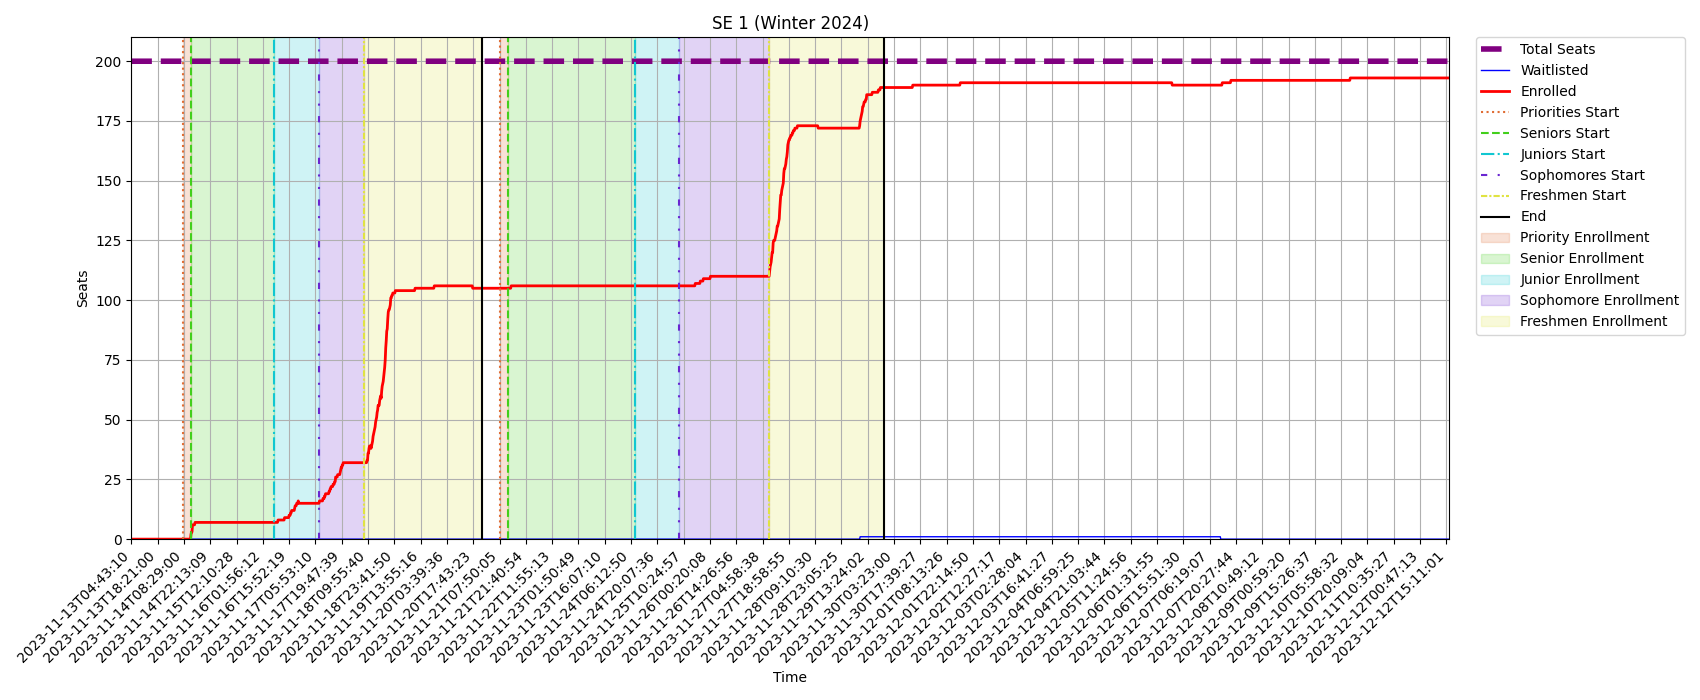 SE 1 (Winter 2024)
Seats
200
175
150
125
100
75
50
25
0
2023-11-13T04:43:10
2023-11-13T18:21:00
2023-11-14T08:29:00
2023-11-14T22:13:09
2023-11-15T12:10:28
2023-11-16T01:56:12
2023-11-16T15:52:19
2023-11-17T05:53:10
2023-11-17T19:47:39
2023-11-18T09:55:40
2023-11-18T23:41:50
2023-11-19T13:55:16
2023-11-20T03:39:36
2023-11-20T17:43:23
2023-11-21T07:50:05
2023-11-21T21:40:54
2023-11-22T11:55:13
2023-11-23T01:50:49
2023-11-23T16:07:10
2023-11-24T06:12:50
2023-11-24T20:07:36
2023-11-25T10:24:57
2023-11-26T00:20:08
2023-11-26T14:26:56
2023-11-27T04:58:38
2023-11-27T18:58:55
2023-11-28T09:10:30
2023-11-28T23:05:25
2023-11-29T13:24:02
2023-11-30T03:23:00
2023-11-30T17:39:27
2023-12-01T08:13:26
2023-12-01T22:14:50
2023-12-02T12:27:17
2023-12-03T02:28:04
2023-12-03T16:41:27
2023-12-04T06:59:25
2023-12-04T21:03:44
2023-12-05T11:24:56
2023-12-06T01:31:55
2023-12-06T15:51:30
2023-12-07T06:19:07
2023-12-07T20:27:44
2023-12-08T10:49:12
2023-12-09T00:59:20
2023-12-09T15:26:37
2023-12-10T05:58:32
2023-12-10T20:09:04
2023-12-11T10:35:27
2023-12-12T00:47:13
2023-12-12T15:11:01
Time
Total Seats
Waitlisted
Enrolled
Priorities Start
Seniors Start
Juniors Start
Sophomores Start
Freshmen Start
End
Priority Enrollment
Senior Enrollment
Junior Enrollment
Sophomore Enrollment
Freshmen Enrollment